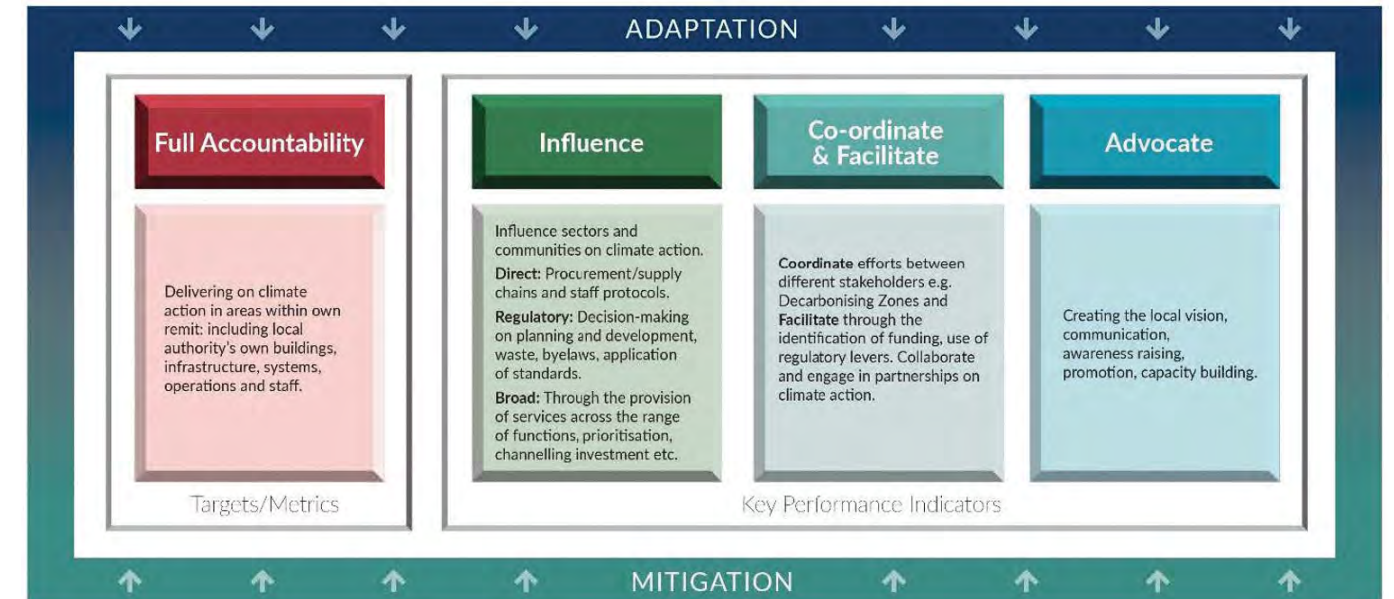 ADAPTATION
Full Accountability
Delivering on climate
action in areas within own
remit: including local
authority's own buildings,
infrastructure, systems,
operations and staff.
Targets/Metrics
Influence
Influence sectors and
communities on climate action.
Direct: Procurement/supply
chains and staff protocols.
Regulatory: Decision-making
on planning and development,
waste, byelaws, application
of standards.
Broad: Through the provision
of services across the range
of functions, prioritisation,
channelling investment etc.
Co-ordinate
& Facilitate
Coordinate efforts between
different stakeholders e.g.
Decarbonising Zones and
Facilitate through the
identification of funding, use of
regulatory levers. Collaborate
and engage in partnerships on
climate action.
Advocate
Creating the local vision,
communication,
awareness raising,
promotion, capacity building.
Key Performance Indicators
MITIGATION